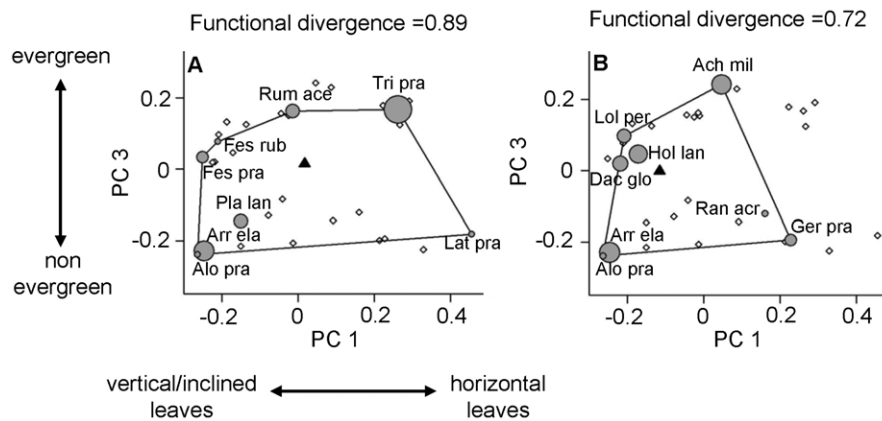 Functional divergence =0.89
Functional divergence =0.72
evergreen
non
evergreen
A
PC 3
0.2
0
-0.2
Rum ace
Tri pra
Fes rub
Fes pra
Pla lan
Arr ela
Alo pra
Lat pra
-0.2
0
0.2
0.4
PC 1
B
PC 3
0.2
0
-0.2
Ach mil
Lol per
Hol lan
Dac glo
Ran acr
Arr ela
Ger pra
Alo pra
-0.2
0
0.2
0.4
PC 1
vertical/inclined
leaves
horizontal
leaves